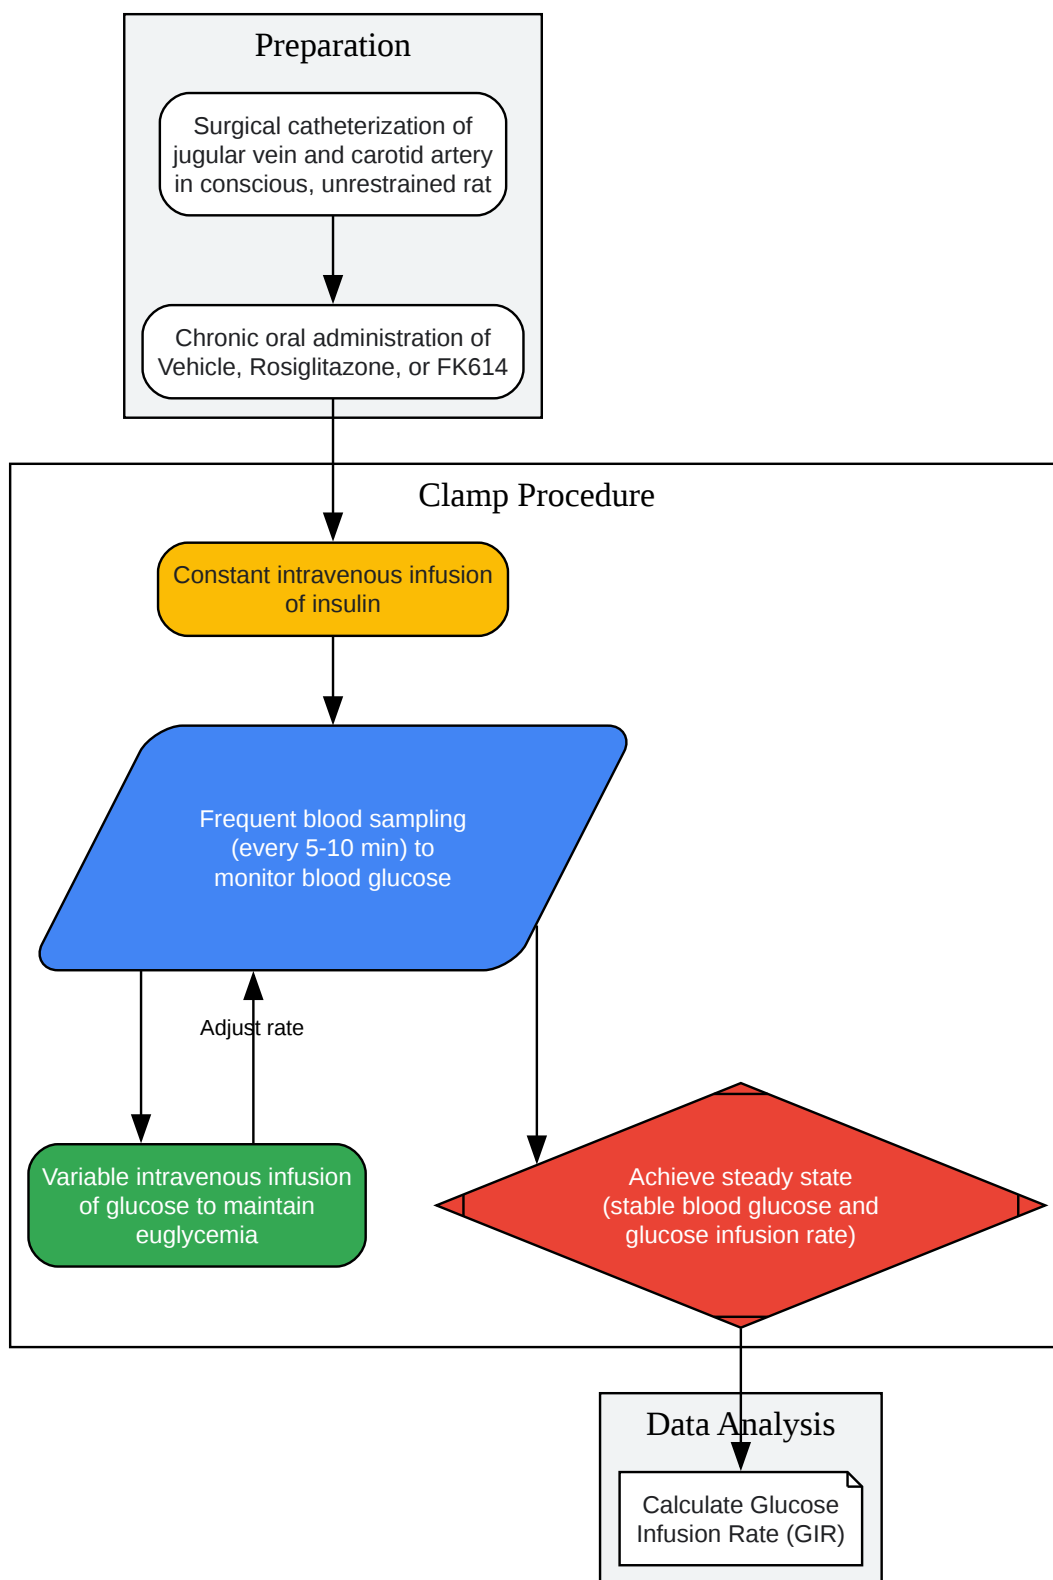 Preparation
Surgical catheterization of
jugular vein and carotid artery
in conscious, unrestrained rat
Chronic oral administration of
Vehicle, Rosiglitazone, or FK614
Clamp Procedure
Constant intravenous infusion
of insulin
Frequent blood sampling
(every 5-10 min) to
monitor blood glucose
Adjust rate
Variable intravenous infusion
of glucose to maintain
euglycemia
Achieve steady state
(stable blood glucose and
glucose infusion rate)
Data Analysis
Calculate Glucose
Infusion Rate (GIR)